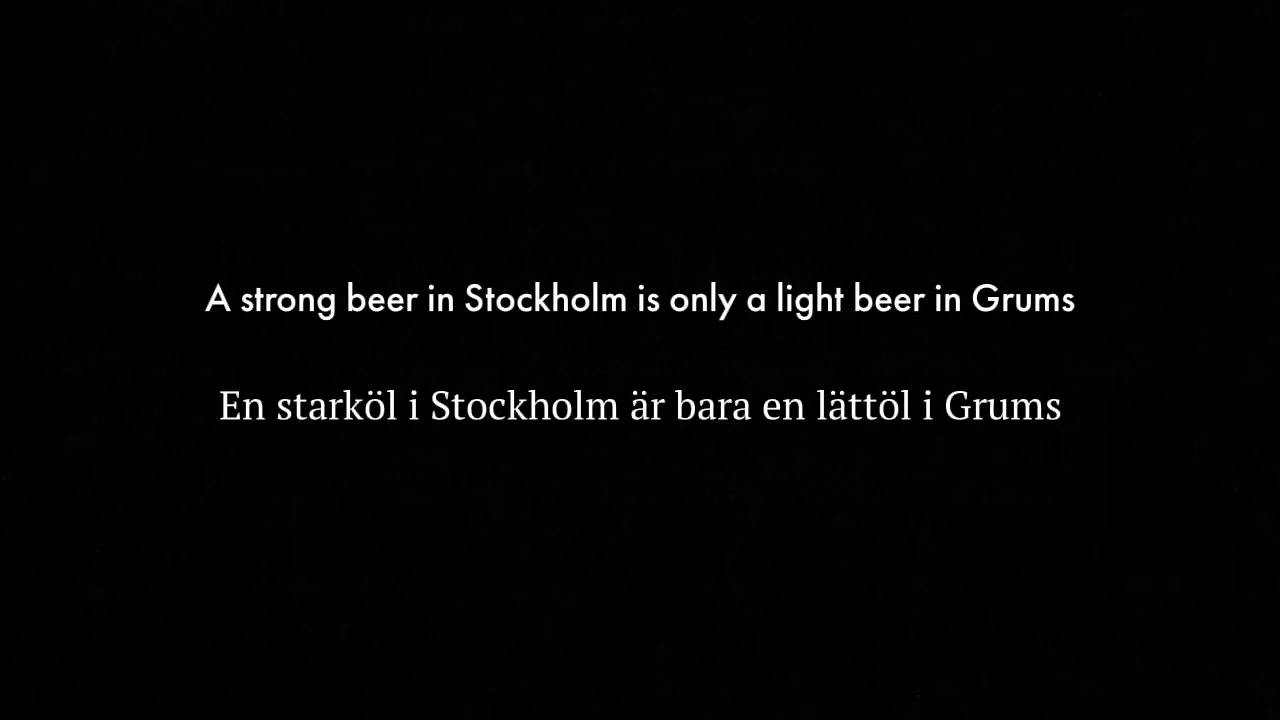 A strong beer in Stockholm is only a light beer in Grums
En starköl i Stockholm är bara en lättöl i Grums